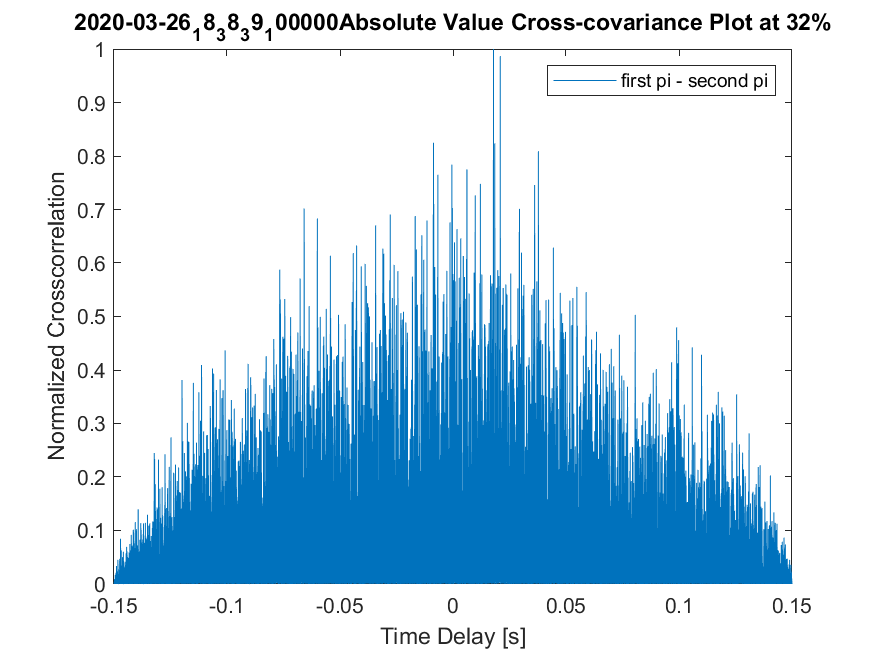 2020-03-26₁8₃8₃9₁00000Absolute Value Cross-covariance Plot at 32%
first pi - second pi
Normalized Crosscorrelation
1
0.9
0.8
0.7
0.6
0.5
0.4
0.3
0.2
0.1
0
-0.15 -0.1 -0.05 0 0.05 0.1 0.15
Time Delay [s]